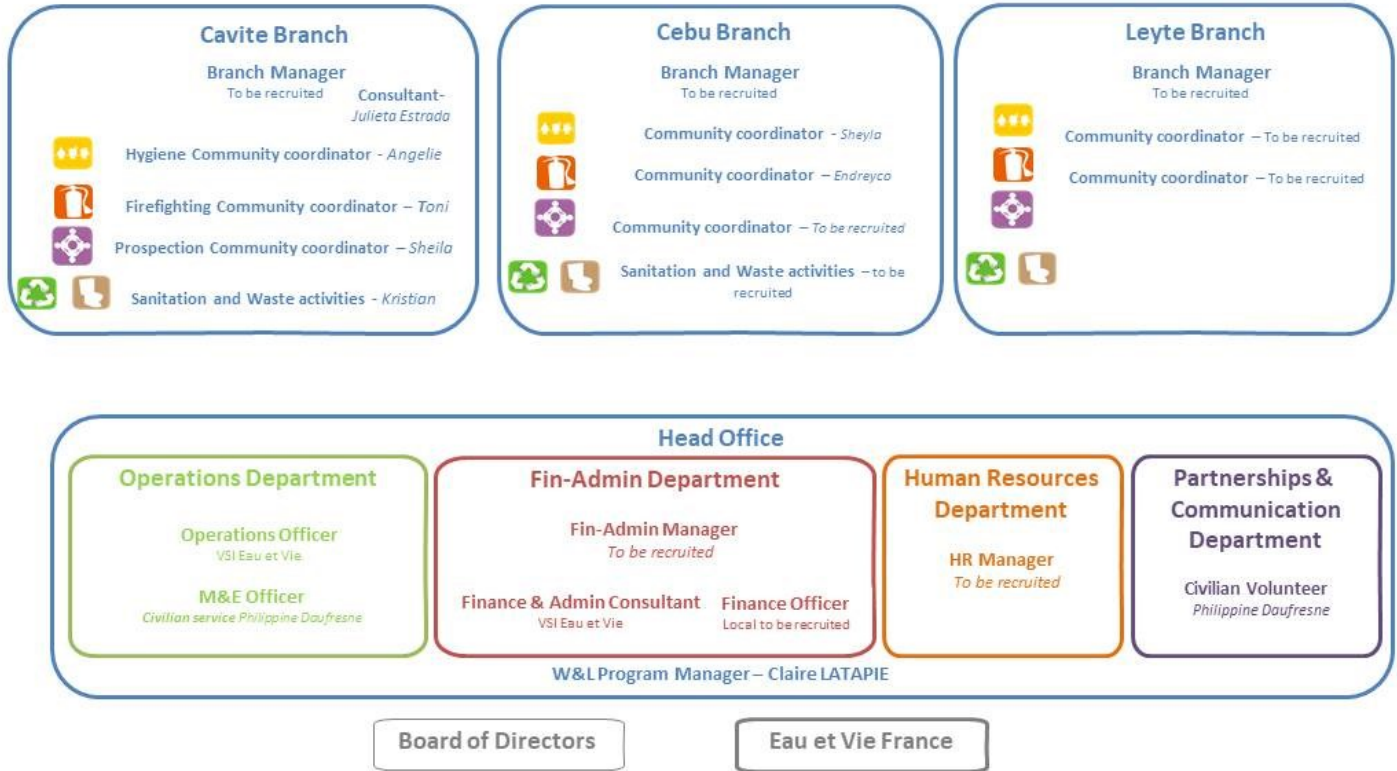 Cavite Branch
Branch Manager
To be recruited
Consultant-
Julieta Estrada
Hygiene Community coordinator - Angelie
Firefighting Community coordinator – Toni
Prospection Community coordinator – Sheila
Sanitation and Waste activities - Kristian
Cebu Branch
Branch Manager
To be recruited
Community coordinator - Sheyla
Community coordinator – Endreyco
Community coordinator – To be recruited
Sanitation and Waste activities – to be
recruited
Leyte Branch
Branch Manager
To be recruited
Community coordinator – To be recruited
Community coordinator – To be recruited
Head Office
Operations Department
Operations Officer
VSI Eau et Vie
M&E Officer
Civilian service Philippine Daufresne
Fin-Admin Department
Fin-Admin Manager
To be recruited
Finance & Admin Consultant
VSI Eau et Vie
Finance Officer
Local to be recruited
Human Resources
Department
HR Manager
To be recruited
Partnerships &
Communication
Department
Civilian Volunteer
Philippine Daufresne
W&L Program Manager – Claire LATAPIE
Board of Directors
Eau et Vie France